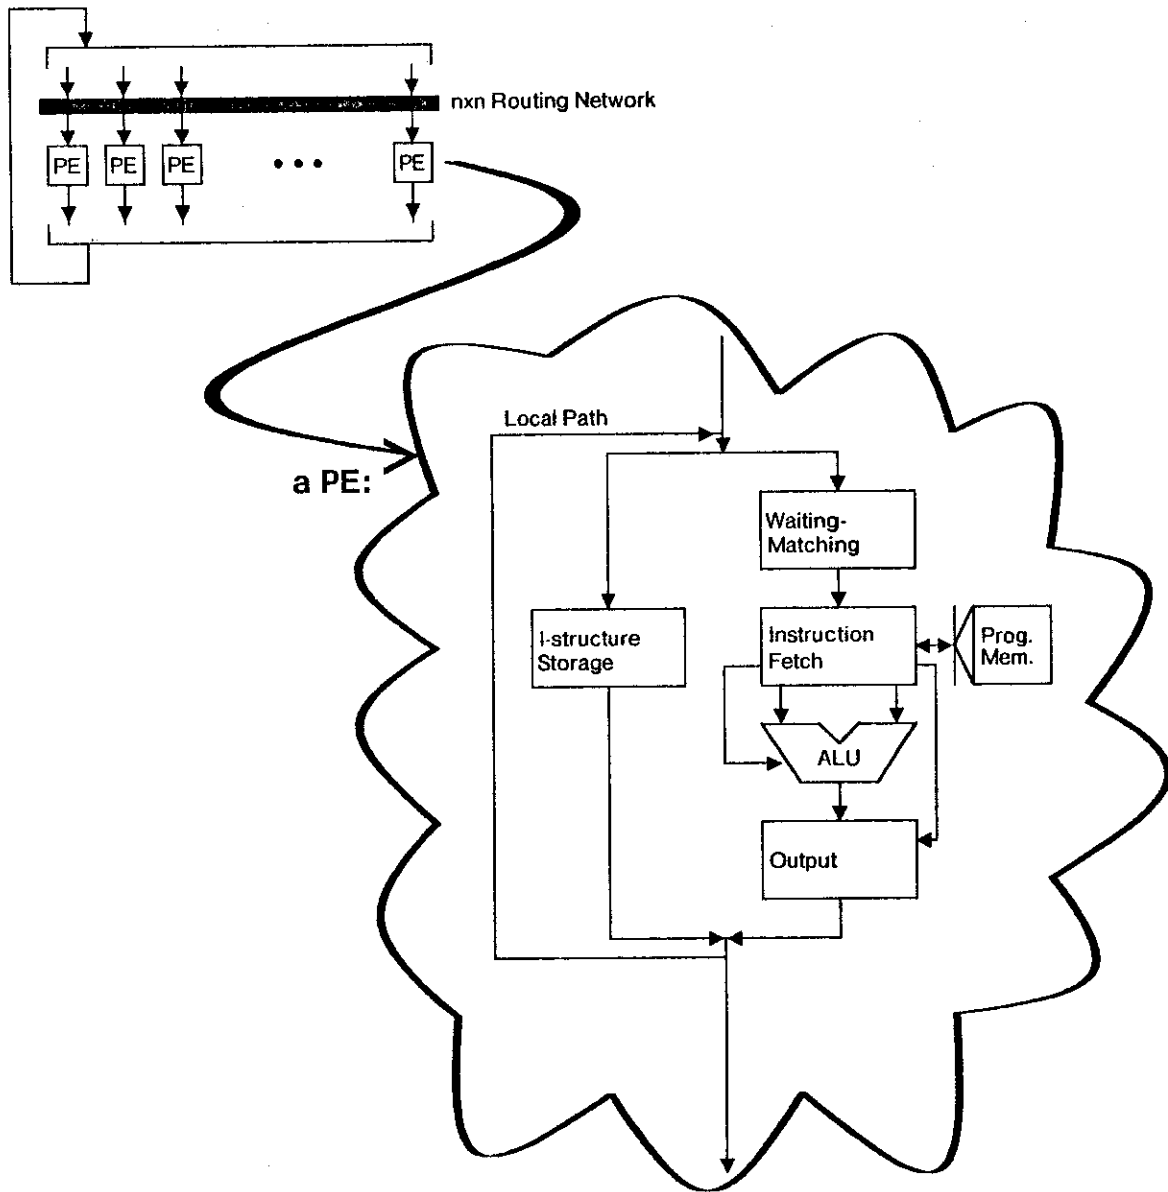 nxn Routing Network
PE PE PE • • • PE
Local Path
a PE:
Waiting-
Matching
I-structure
Storage
Instruction
Fetch
Prog.
Mem.
ALU
Output